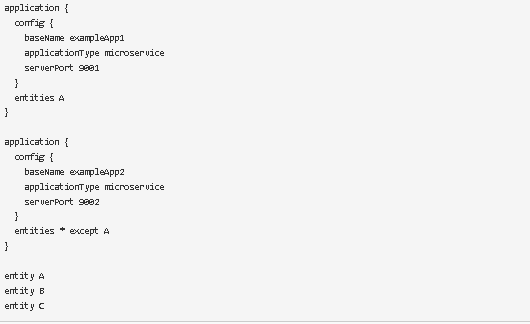 application {
  config {
    baseName exampleApp1
    applicationType microservice
    serverPort 9001
  }
  entities A
}

application {
  config {
    baseName exampleApp2
    applicationType microservice
    serverPort 9002
  }
  entities * except A
}

entity A
entity B
entity C